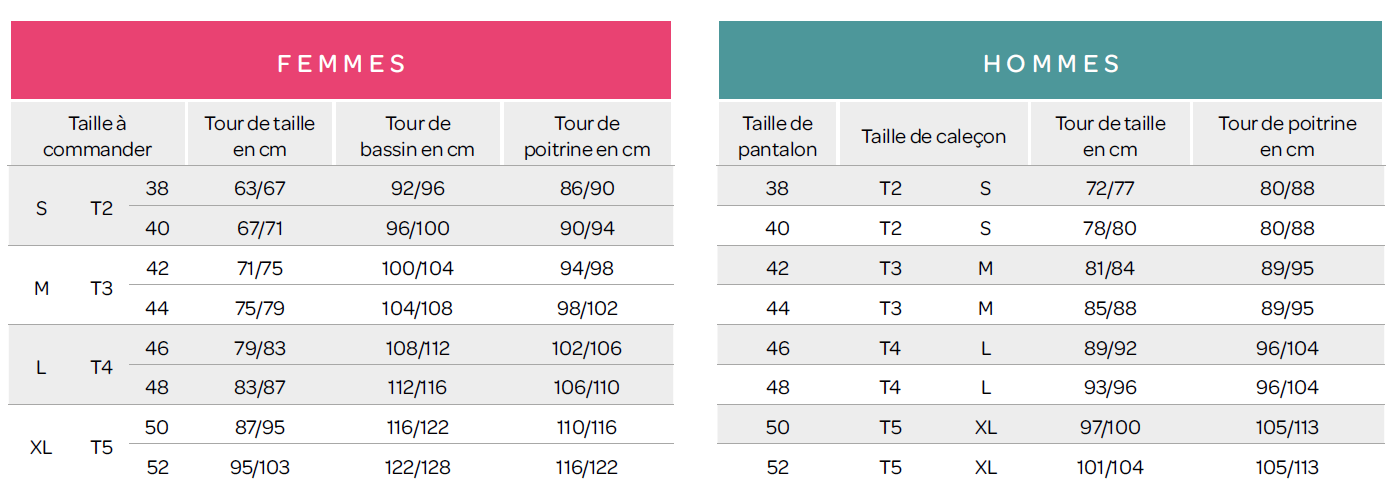 FEMMES
Taille à
commander
Tour de taille
en cm
Tour de
bassin en cm
Tour de
poitrine en cm
S T2
38 63/67 92/96 86/90
40 67/71 96/100 90/94
M T3
42 71/75 100/104 94/98
44 75/79 104/108 98/102
L T4
46 79/83 108/112 102/106
48 83/87 112/116 106/110
XL T5
50 87/95 116/122 110/116
52 95/103 122/128 116/122
HOMMES
Taille de
pantalon
Taille de caleçon
Tour de taille
en cm
Tour de poitrine
en cm
38 T2 S 72/77 80/88
40 T2 S 78/80 80/88
42 T3 M 81/84 89/95
44 T3 M 85/88 89/95
46 T4 L 89/92 96/104
48 T4 L 93/96 96/104
50 T5 XL 97/100 105/113
52 T5 XL 101/104 105/113